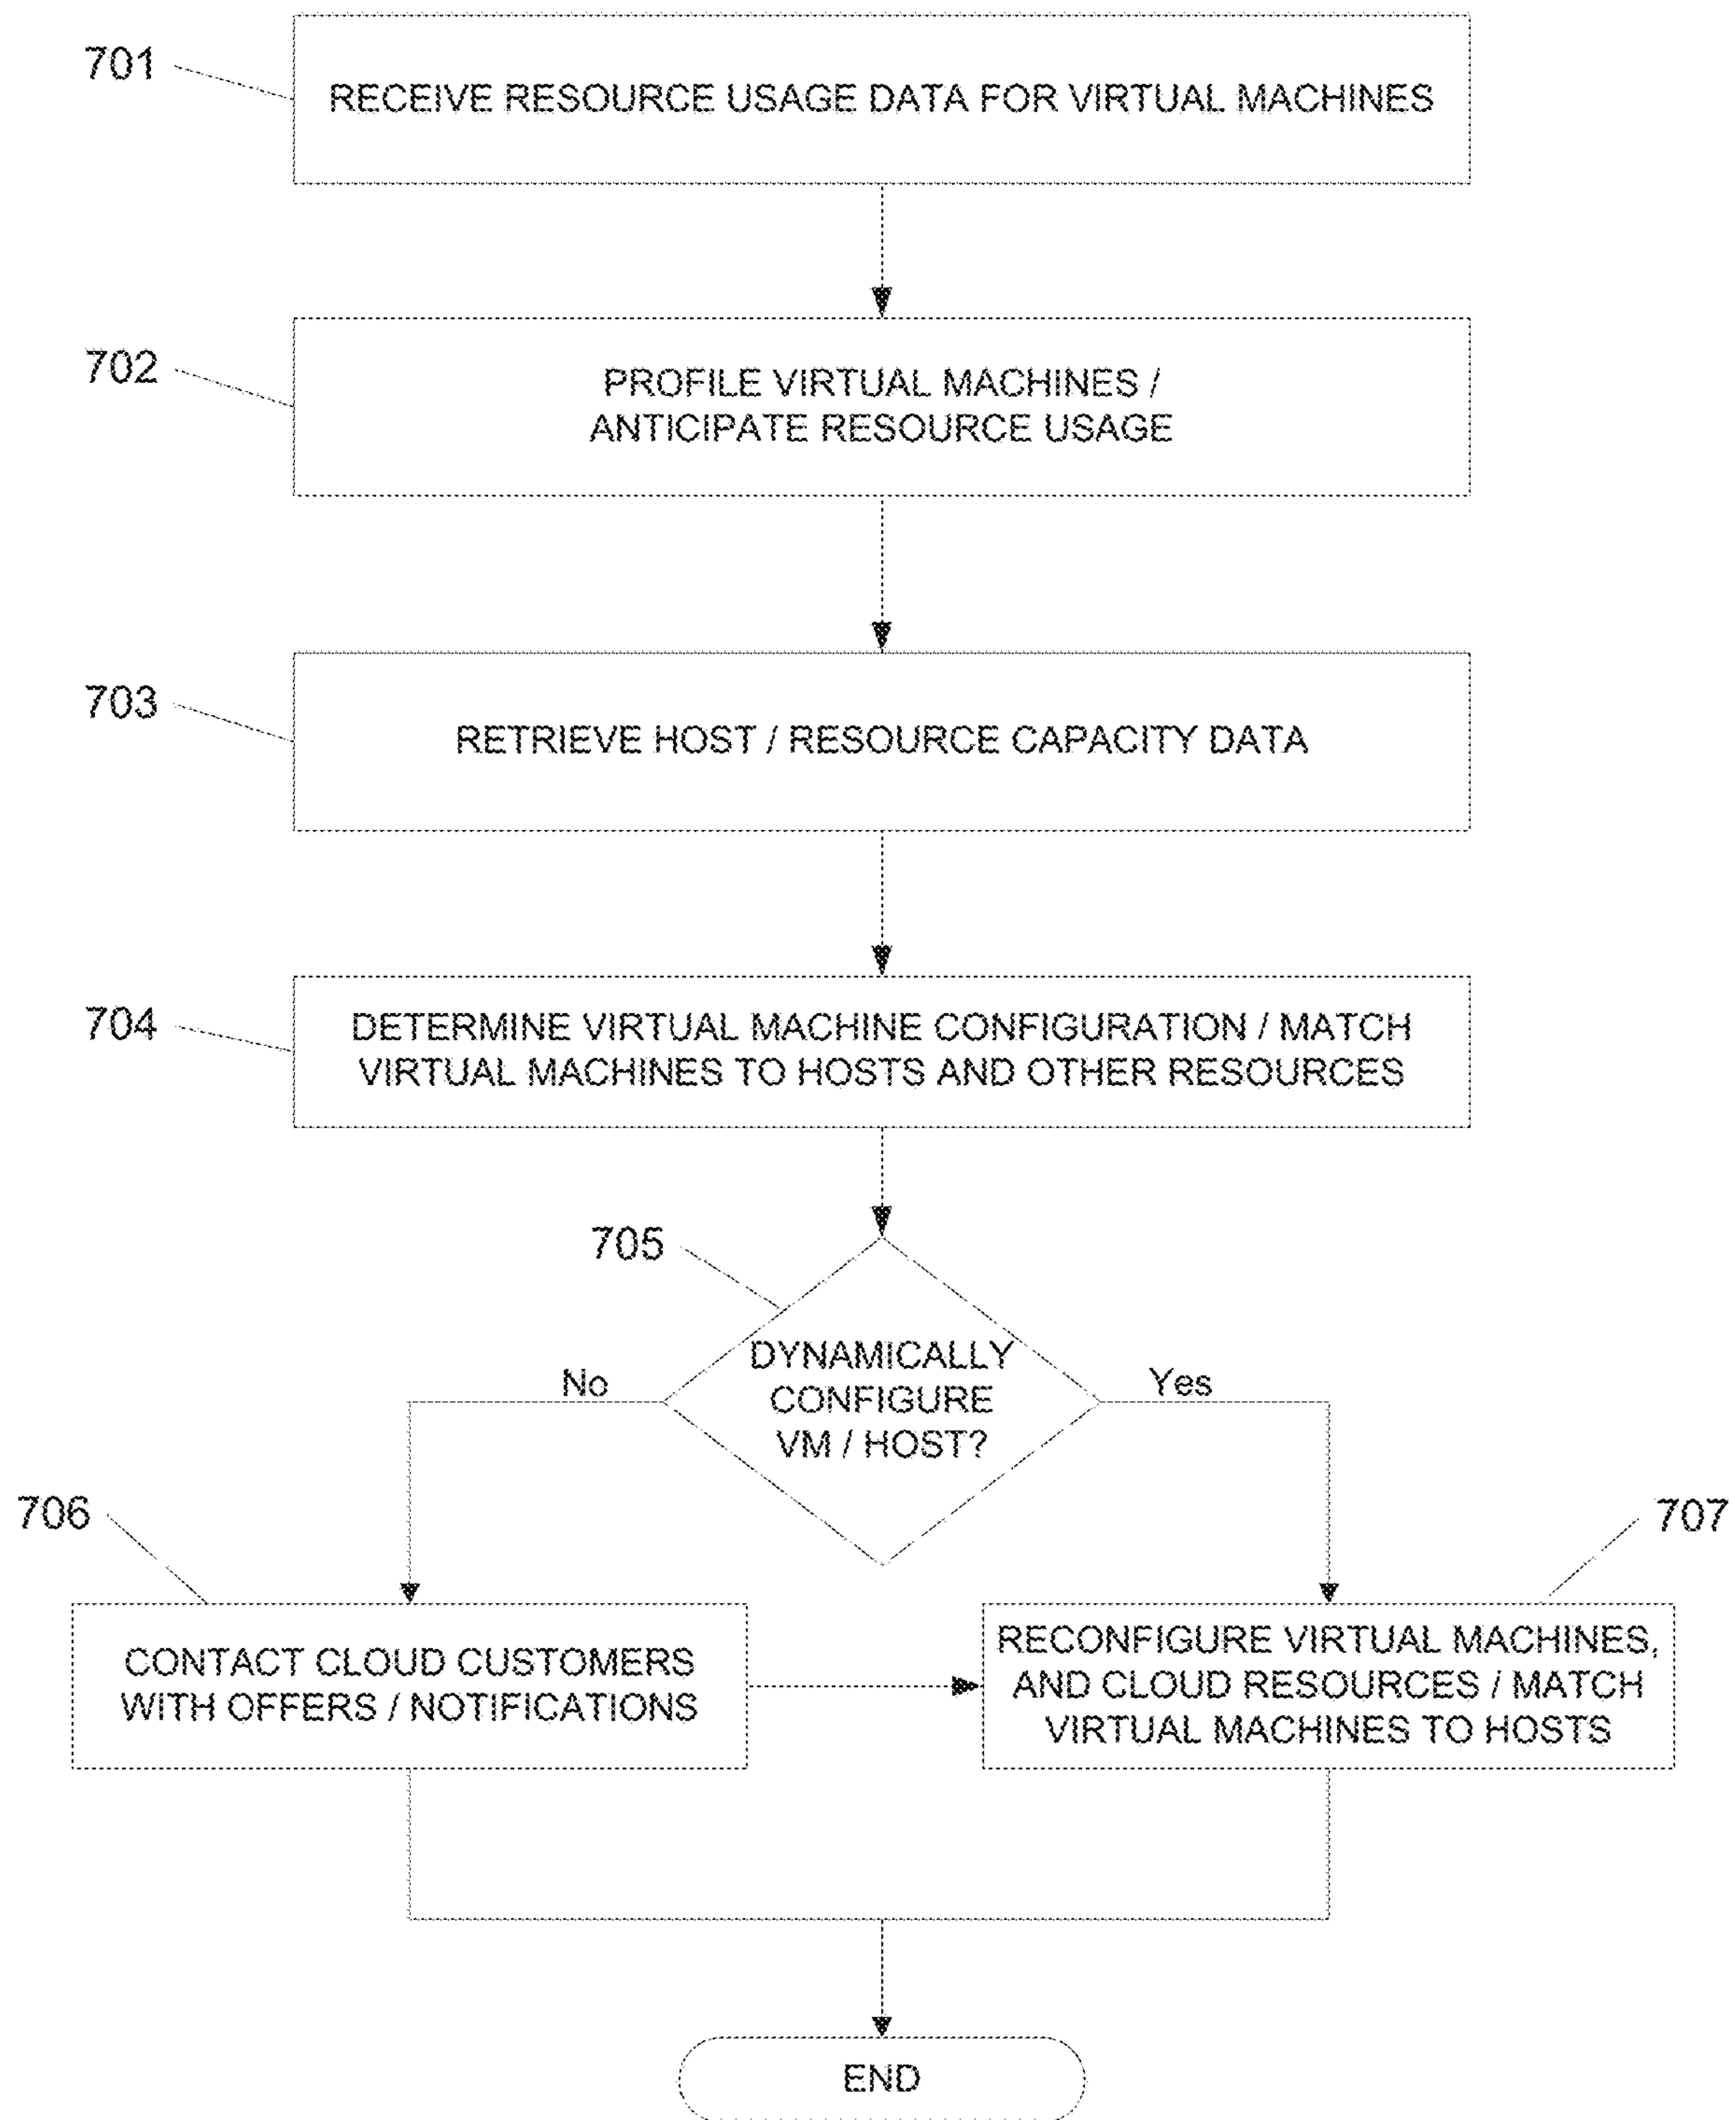 701
RECEIVE RESOURCE USAGE DATA FOR VIRTUAL MACHINES
702
PROFILE VIRTUAL MACHINES /
ANTICIPATE RESOURCE USAGE
703
RETRIEVE HOST / RESOURCE CAPACITY DATA
704
DETERMINE VIRTUAL MACHINE CONFIGURATION / MATCH
VIRTUAL MACHINES TO HOSTS AND OTHER RESOURCES
705
DYNAMICALLY
CONFIGURE
VM / HOST?
No
Yes
706
CONTACT CLOUD CUSTOMERS
WITH OFFERS / NOTIFICATIONS
707
RECONFIGURE VIRTUAL MACHINES,
AND CLOUD RESOURCES / MATCH
VIRTUAL MACHINES TO HOSTS
END